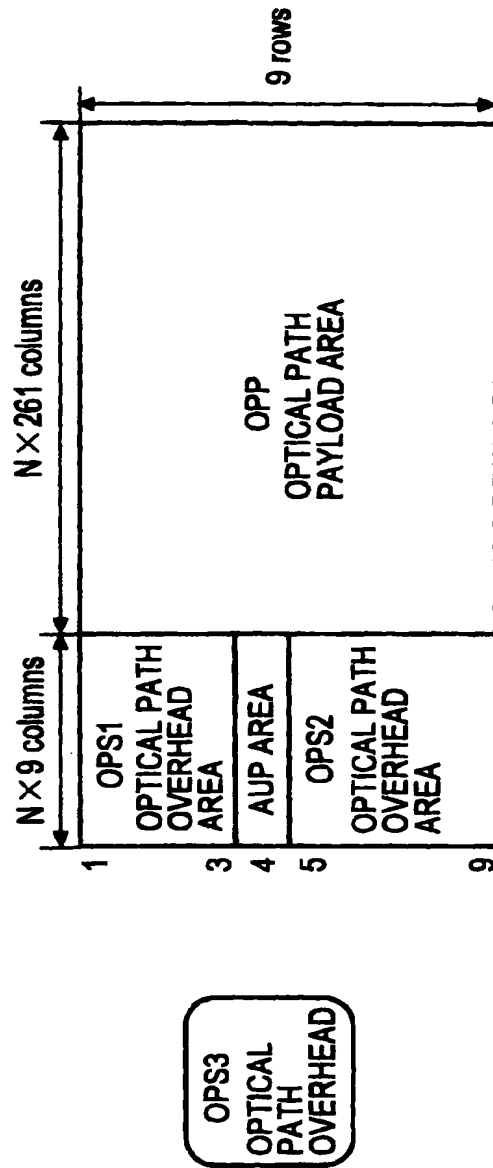 N × 9 columns
N × 261 columns
9 rows
1
3
4
5
9
OPS1
OPTICAL PATH
OVERHEAD
AREA
AUP AREA
OPS2
OPTICAL PATH
OVERHEAD
AREA
OPP
OPTICAL PATH
PAYLOAD AREA
OPS3
OPTICAL
PATH
OVERHEAD